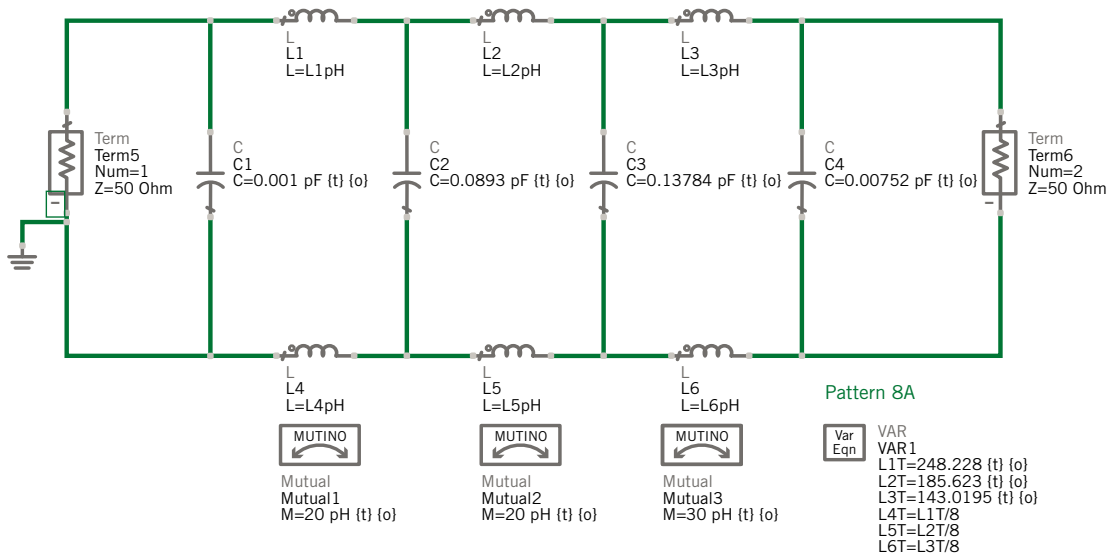 L
L1
L=L1pH
L
L2
L=L2pH
L
L3
L=L3pH
Term
Term5
Num=1
Z=50 Ohm
C
C1
C=0.001 pF {t} {o}
C
C2
C=0.0893 pF {t} {o}
C
C3
C=0.13784 pF {t} {o}
C
C4
C=0.00752 pF {t} {o}
Term
Term6
Num=2
Z=50 Ohm
L
L4
L=L4pH
L
L5
L=L5pH
L
L6
L=L6pH
MUTINO
Mutual
Mutual1
M=20 pH {t} {o}
MUTINO
Mutual
Mutual2
M=20 pH {t} {o}
MUTINO
Mutual
Mutual3
M=30 pH {t} {o}
Pattern 8A
Var
Eqn
VAR
VAR1
L1T=248.228 {t} {o}
L2T=185.623 {t} {o}
L3T=143.0195 {t} {o}
L4T=L1T/8
L5T=L2T/8
L6T=L3T/8